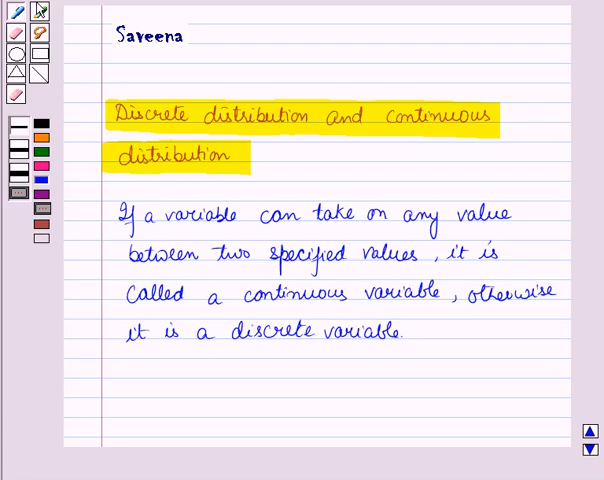 Saveena
Discrete distribution and continuous
distribution
If a variable can take on any value
between two specified values, it is
called a continuous variable, otherwise
it is a discrete variable.